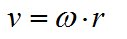 v = ω · r